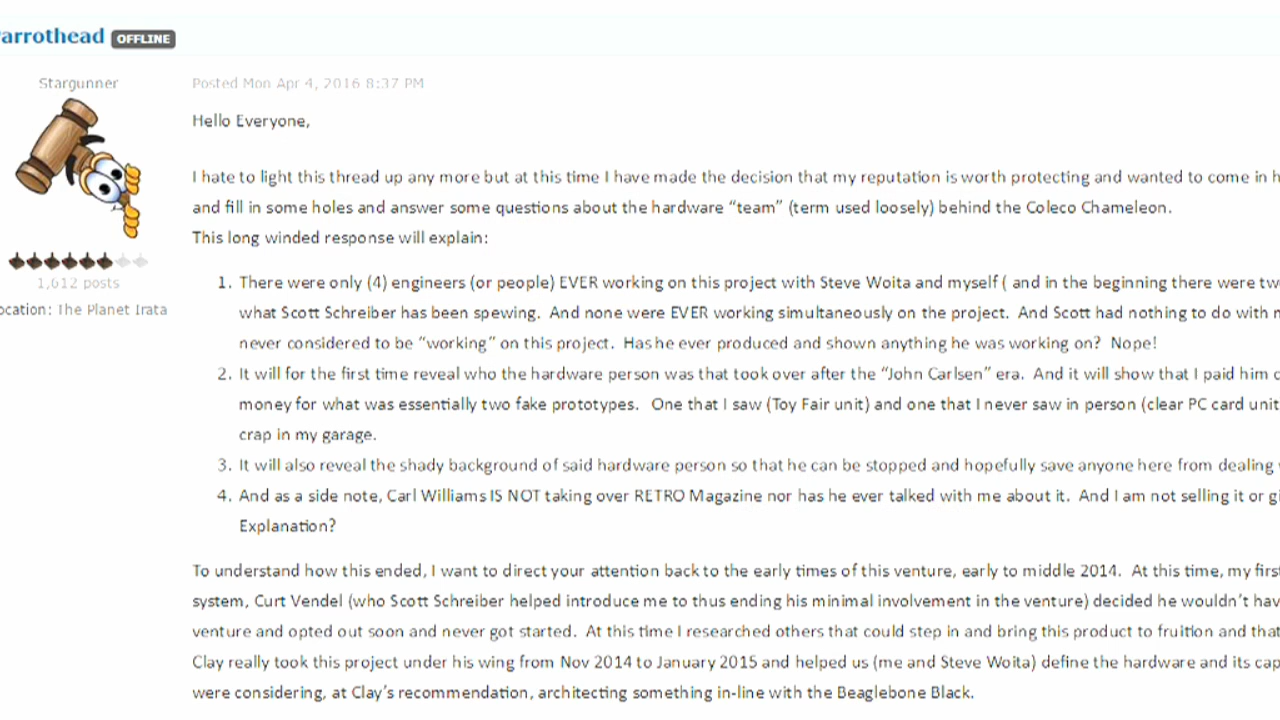 arrothead OFFLINE
Stargunner
Posted Mon Apr 4, 2016 8:37 PM
1,612 posts
Location: The Planet Irata
Hello Everyone,
I hate to light this thread up any more but at this time I have made the decision that my reputation is worth protecting and wanted to come in
and fill in some holes and answer some questions about the hardware "team" (term used loosely) behind the Coleco Chameleon.
This long winded response will explain:
1. There were only (4) engineers (or people) EVER working on this project with Steve Woita and myself ( and in the beginning there were
what Scott Schreiber has been spewing. And none were EVER working simultaneously on the project. And Scott had nothing to do with
never considered to be "working" on this project. Has he ever produced and shown anything he was working on? Nope!
2. It will for the first time reveal who the hardware person was that took over after the "John Carlsen" era. And it will show that I paid him
money for what was essentially two fake prototypes. One that I saw (Toy Fair unit) and one that I never saw in person (clear PC card unit
crap in my garage.
3. It will also reveal the shady background of said hardware person so that he can be stopped and hopefully save anyone here from dealing
4. And as a side note, Carl Williams IS NOT taking over RETRO Magazine nor has he ever talked with me about it. And I am not selling it or
Explanation?
To understand how this ended, I want to direct your attention back to the early times of this venture, early to middle 2014. At this time, my first
system, Curt Vendel (who Scott Schreiber helped introduce me to thus ending his minimal involvement in the venture) decided he wouldn't
venture and opted out soon and never got started. At this time I researched others that could step in and bring this product to fruition and that
Clay really took this project under his wing from Nov 2014 to January 2015 and helped us (me and Steve Woita) define the hardware and its
were considering, at Clay's recommendation, architecting something in-line with the Beaglebone Black.